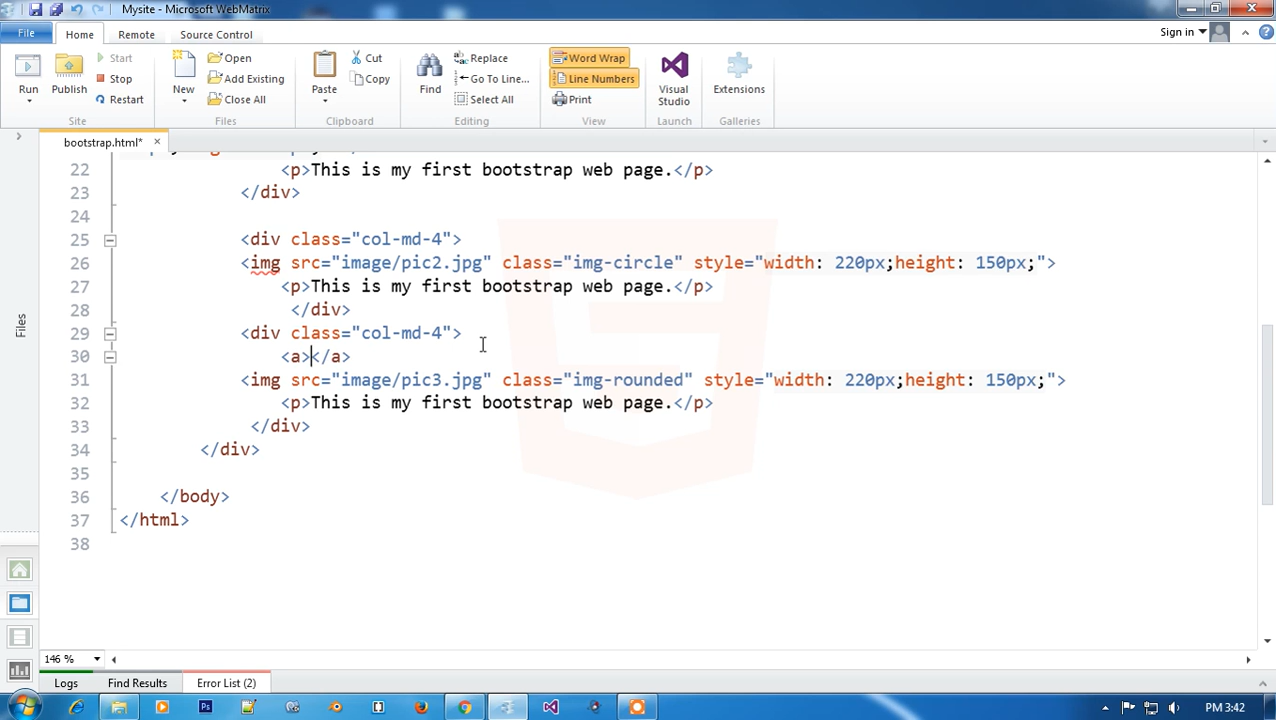 Mysite - Microsoft WebMatrix
File Home Remote Source Control Sign in
Start
Stop
Restart
Run Publish
Site
New
Open
Add Existing
Close All
Files
Paste
Cut
Copy
Clipboard
Find
Replace
Go To Line...
Select All
Editing
Word Wrap
Line Numbers
Print
View
Visual Studio
Launch
Extensions
Galleries
bootstrap.html*
Files
22 <p>This is my first bootstrap web page.</p>
23 </div>
24
25 <div class="col-md-4">
26 <img src="image/pic2.jpg" class="img-circle" style="width: 220px;height: 150px;">
27 <p>This is my first bootstrap web page.</p>
28 </div>
29 <div class="col-md-4">
30 <a></a>
31 <img src="image/pic3.jpg" class="img-rounded" style="width: 220px;height: 150px;">
32 <p>This is my first bootstrap web page.</p>
33 </div>
34 </div>
35
36 </body>
37 </html>
38
146 %
Logs Find Results Error List (2)
PM 3:42